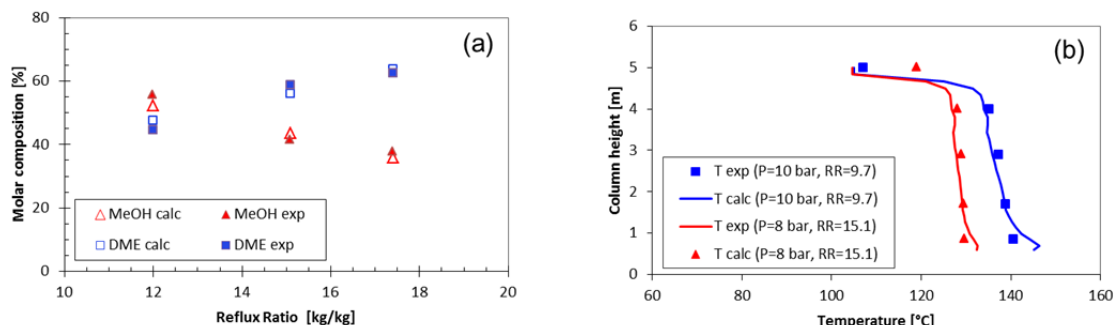 (a)
80
60
40
20
0
Molar composition [%]
MeOH calc
MeOH exp
DME calc
DME exp
10
12
14
16
18
20
Reflux Ratio [kg/kg]
(b)
6
5
4
3
2
1
0
Column height [m]
T exp (P=10 bar, RR=9.7)
T calc (P=10 bar, RR=9.7)
T exp (P=8 bar, RR=15.1)
T calc (P=8 bar, RR=15.1)
60
80
100
120
140
160
Temperature [°C]